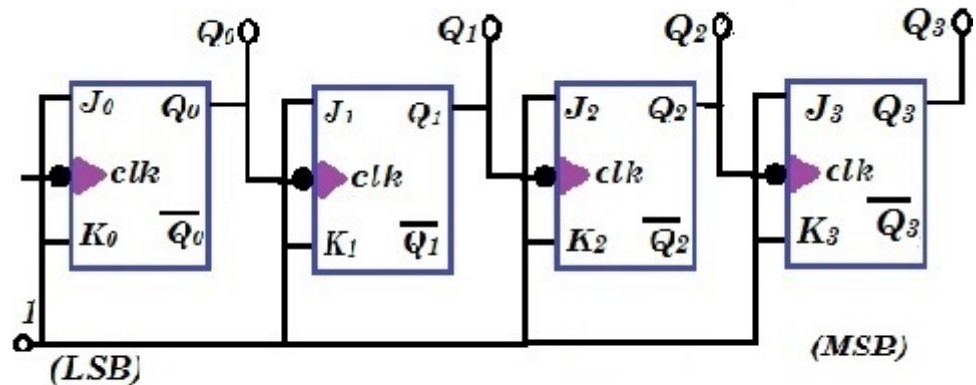 Q0 Q1 Q2 Q3
J0 Q0 J1 Q1 J2 Q2 J3 Q3
clk clk clk clk
K0 Q̅0 K1 Q̅1 K2 Q̅2 K3 Q̅3
1
(LSB) (MSB)